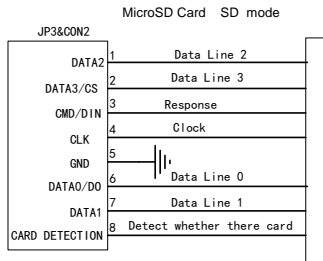 MicroSD Card SD mode
JP3&CON2
DATA2 1 Data Line 2
DATA3/CS 2 Data Line 3
CMD/DIN 3 Response
CLK 4 Clock
GND 5
DATA0/DO 6 Data Line 0
DATA1 7 Data Line 1
CARD DETECTION 8 Detect whether there card